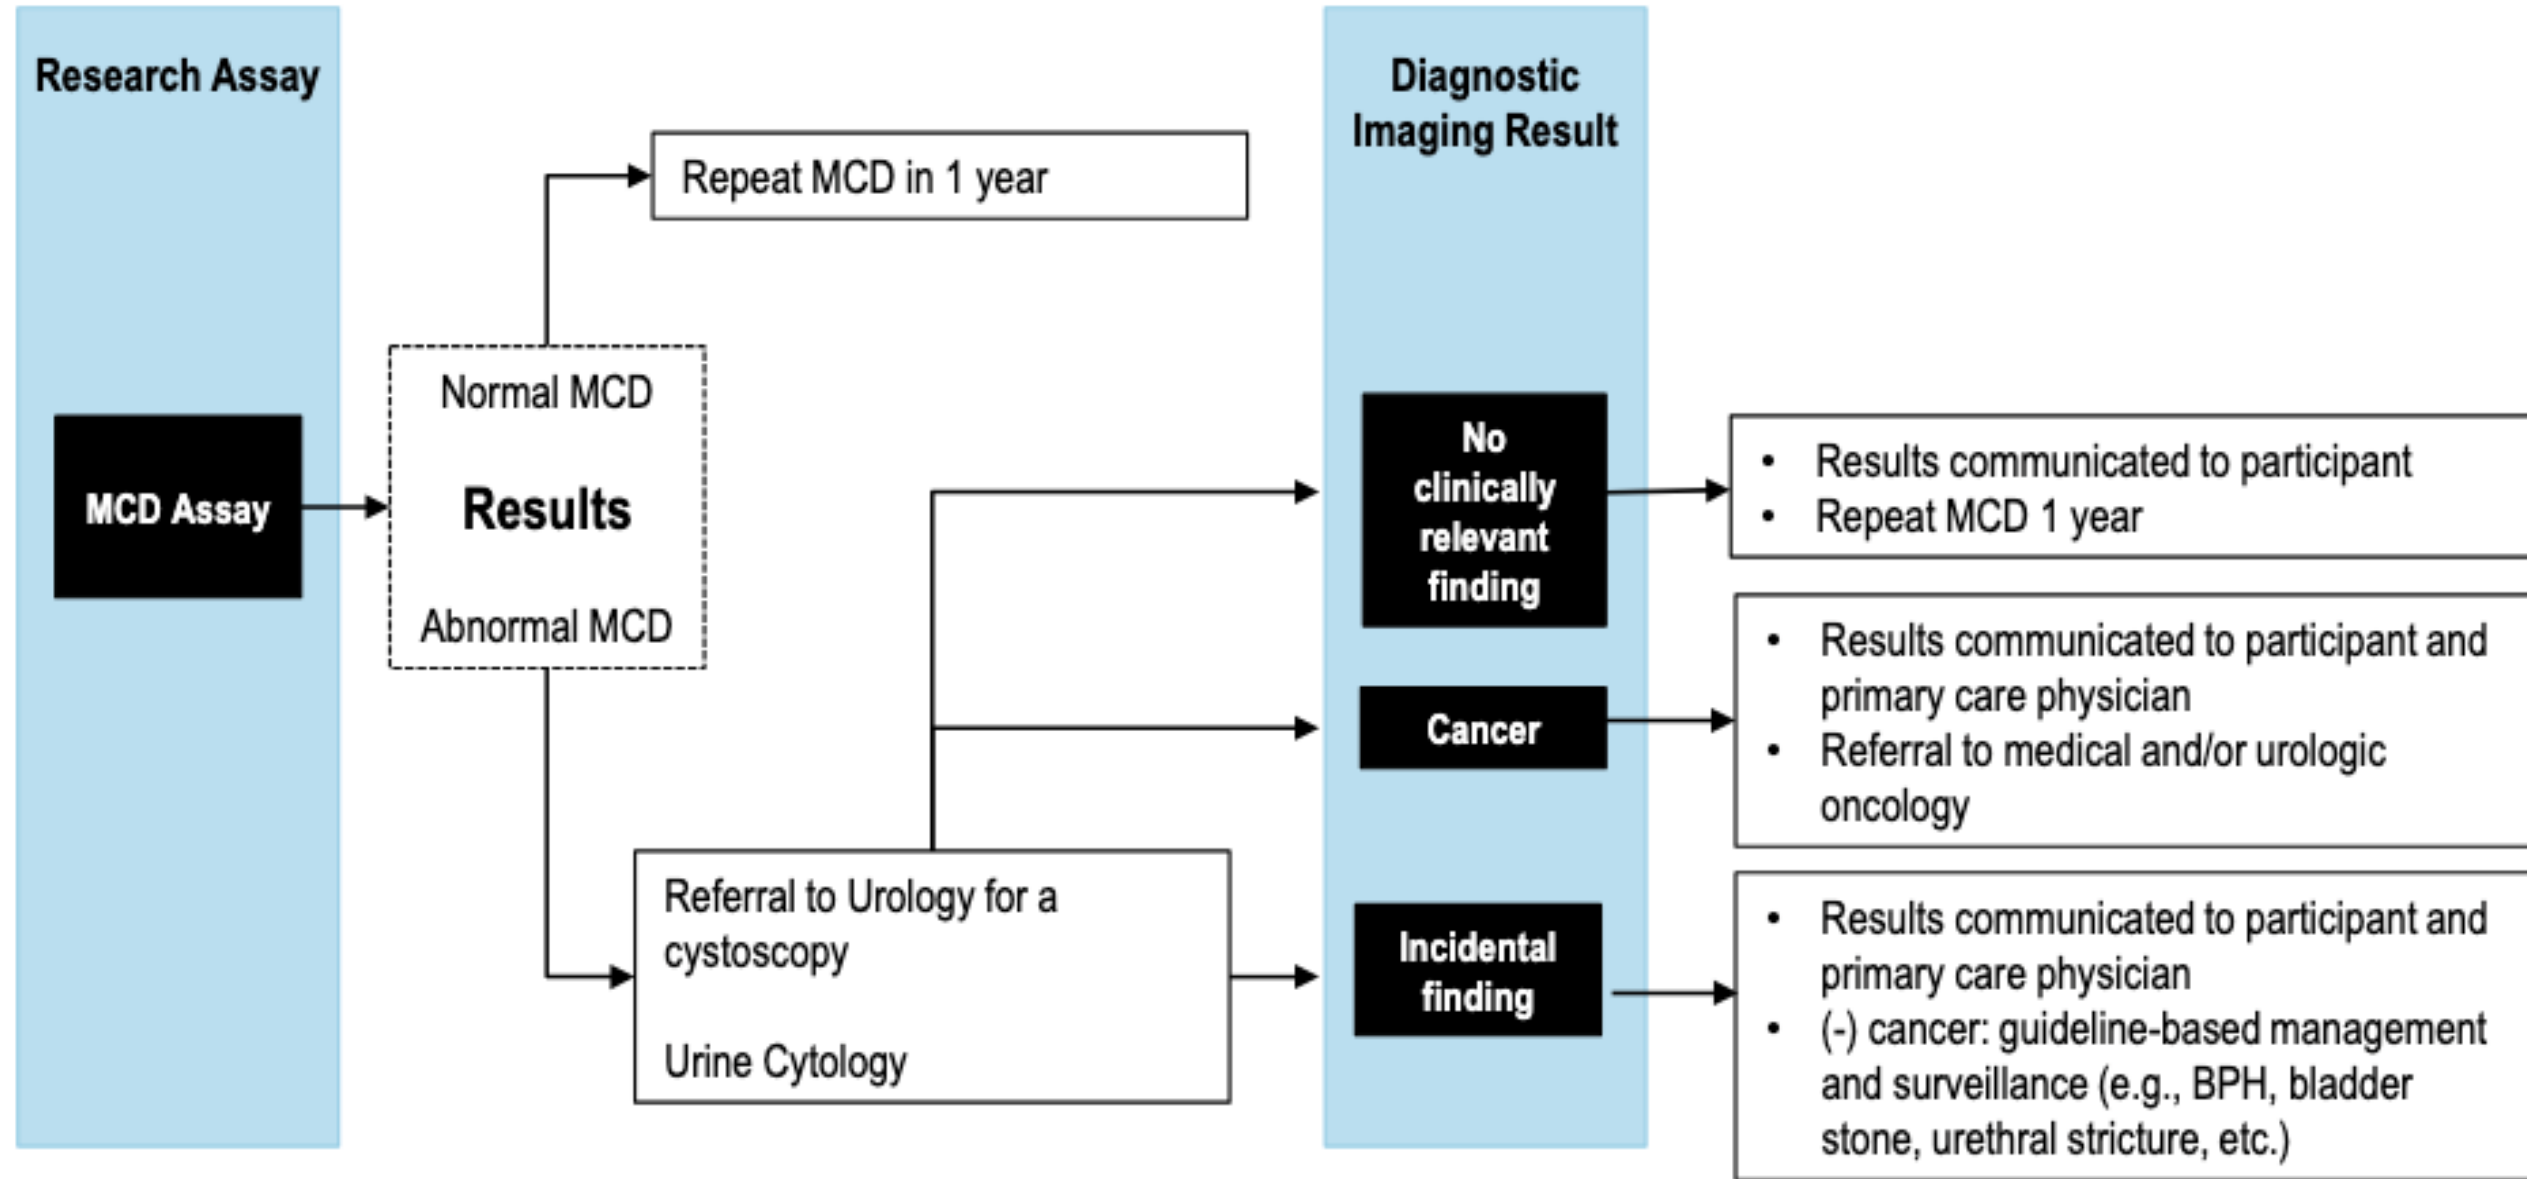 Research Assay
MCD Assay
Normal MCD
Results
Abnormal MCD
Repeat MCD in 1 year
Referral to Urology for a
cystoscopy
Urine Cytology
Diagnostic
Imaging Result
No
clinically
relevant
finding
Cancer
Incidental
finding
• Results communicated to participant
• Repeat MCD 1 year
• Results communicated to participant and
primary care physician
• Referral to medical and/or urologic
oncology
• Results communicated to participant and
primary care physician
• (-) cancer: guideline-based management
and surveillance (e.g., BPH, bladder
stone, urethral stricture, etc.)